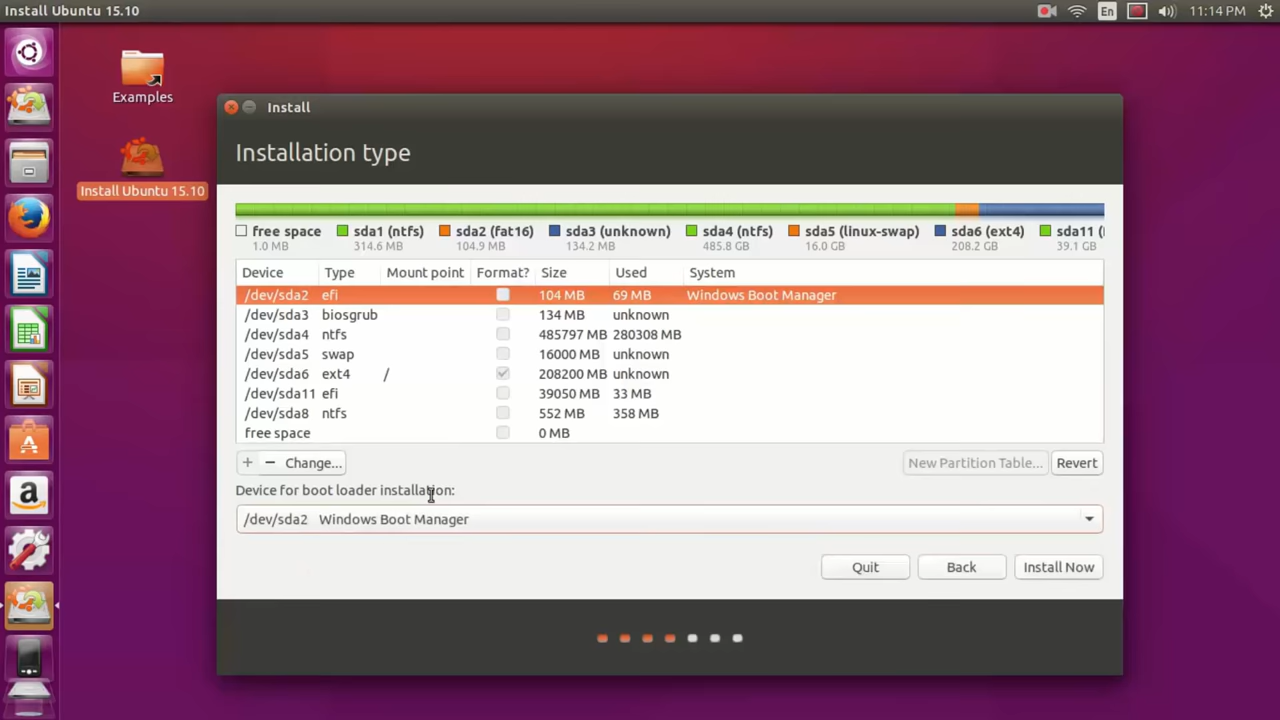 Install Ubuntu 15.10
En
11:14 PM
Examples
Install Ubuntu 15.10
Install
Installation type
free space sda1 (ntfs) sda2 (fat16) sda3 (unknown) sda4 (ntfs) sda5 (linux-swap) sda6 (ext4) sda11 (
1.0 MB 314.6 MB 104.9 MB 134.2 MB 485.8 GB 16.0 GB 208.2 GB 39.1 GB
Device Type Mount point Format? Size Used System
/dev/sda2 efi 104 MB 69 MB Windows Boot Manager
/dev/sda3 biosgrub 134 MB unknown
/dev/sda4 ntfs 485797 MB 280308 MB
/dev/sda5 swap 16000 MB unknown
/dev/sda6 ext4 / 208200 MB unknown
/dev/sda11 efi 39050 MB 33 MB
/dev/sda8 ntfs 552 MB 358 MB
free space 0 MB
+ − Change... New Partition Table... Revert
Device for boot loader installation:
/dev/sda2 Windows Boot Manager
Quit Back Install Now